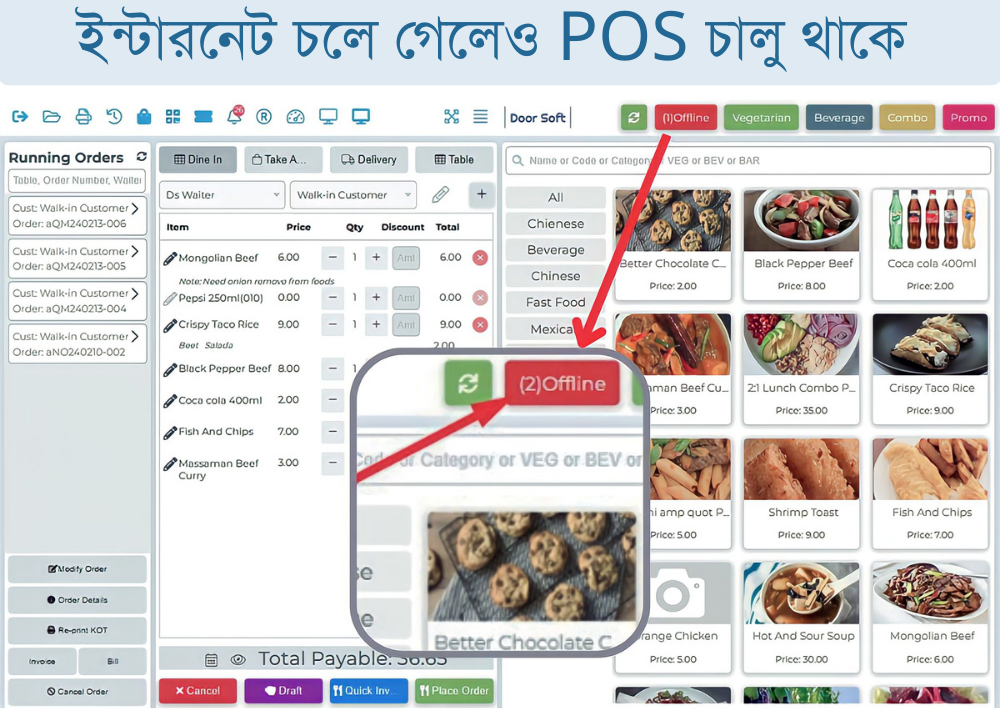 ইন্টারনেট চলে গেলেও POS চালু থাকে
26
Door Soft
(1)Offline
Vegetarian
Beverage
Combo
Promo
Running Orders
Table, Order Number, Waiter
Cust: Walk-in Customer
Order: aQM240213-006
Cust: Walk-in Customer
Order: aQM240213-005
Cust: Walk-in Customer
Order: aQM240213-004
Cust: Walk-in Customer
Order: aNO240210-002
Modify Order
Order Details
Re-print KOT
Invoice
Bill
Cancel Order
Dine In
Take A...
Delivery
Table
Ds Waiter
Walk-in Customer
Item Price Qty Discount Total
Mongolian Beef 6.00 1 Amt 6.00
Note: Need onion remove from foods
Pepsi 250ml(010) 0.00 1 Amt 0.00
Crispy Taco Rice 9.00 1 Amt 9.00
Beet Salada 2.00
Black Pepper Beef 8.00 1
Coca cola 400ml 2.00
Fish And Chips 7.00
Massaman Beef 3.00
Curry
Total Payable: 36.65
Cancel
Draft
Quick Inv...
Place Order
Name or Code or Category or VEG or BEV or BAR
All
Chienese
Beverage
Chinese
Fast Food
Mexica
Better Chocolate C...
Price: 2.00
Black Pepper Beef
Price: 8.00
Coca cola 400ml
Price: 2.00
man Beef Cu...
Price: 3.00
2:1 Lunch Combo P...
Price: 35.00
Crispy Taco Rice
Price: 9.00
i amp quot P...
Price: 5.00
Shrimp Toast
Price: 9.00
Fish And Chips
Price: 7.00
range Chicken
Price: 5.00
Hot And Sour Soup
Price: 30.00
Mongolian Beef
Price: 6.00
(2)Offline
Code or Category or VEG or BEV or
se
e
Better Chocolate C